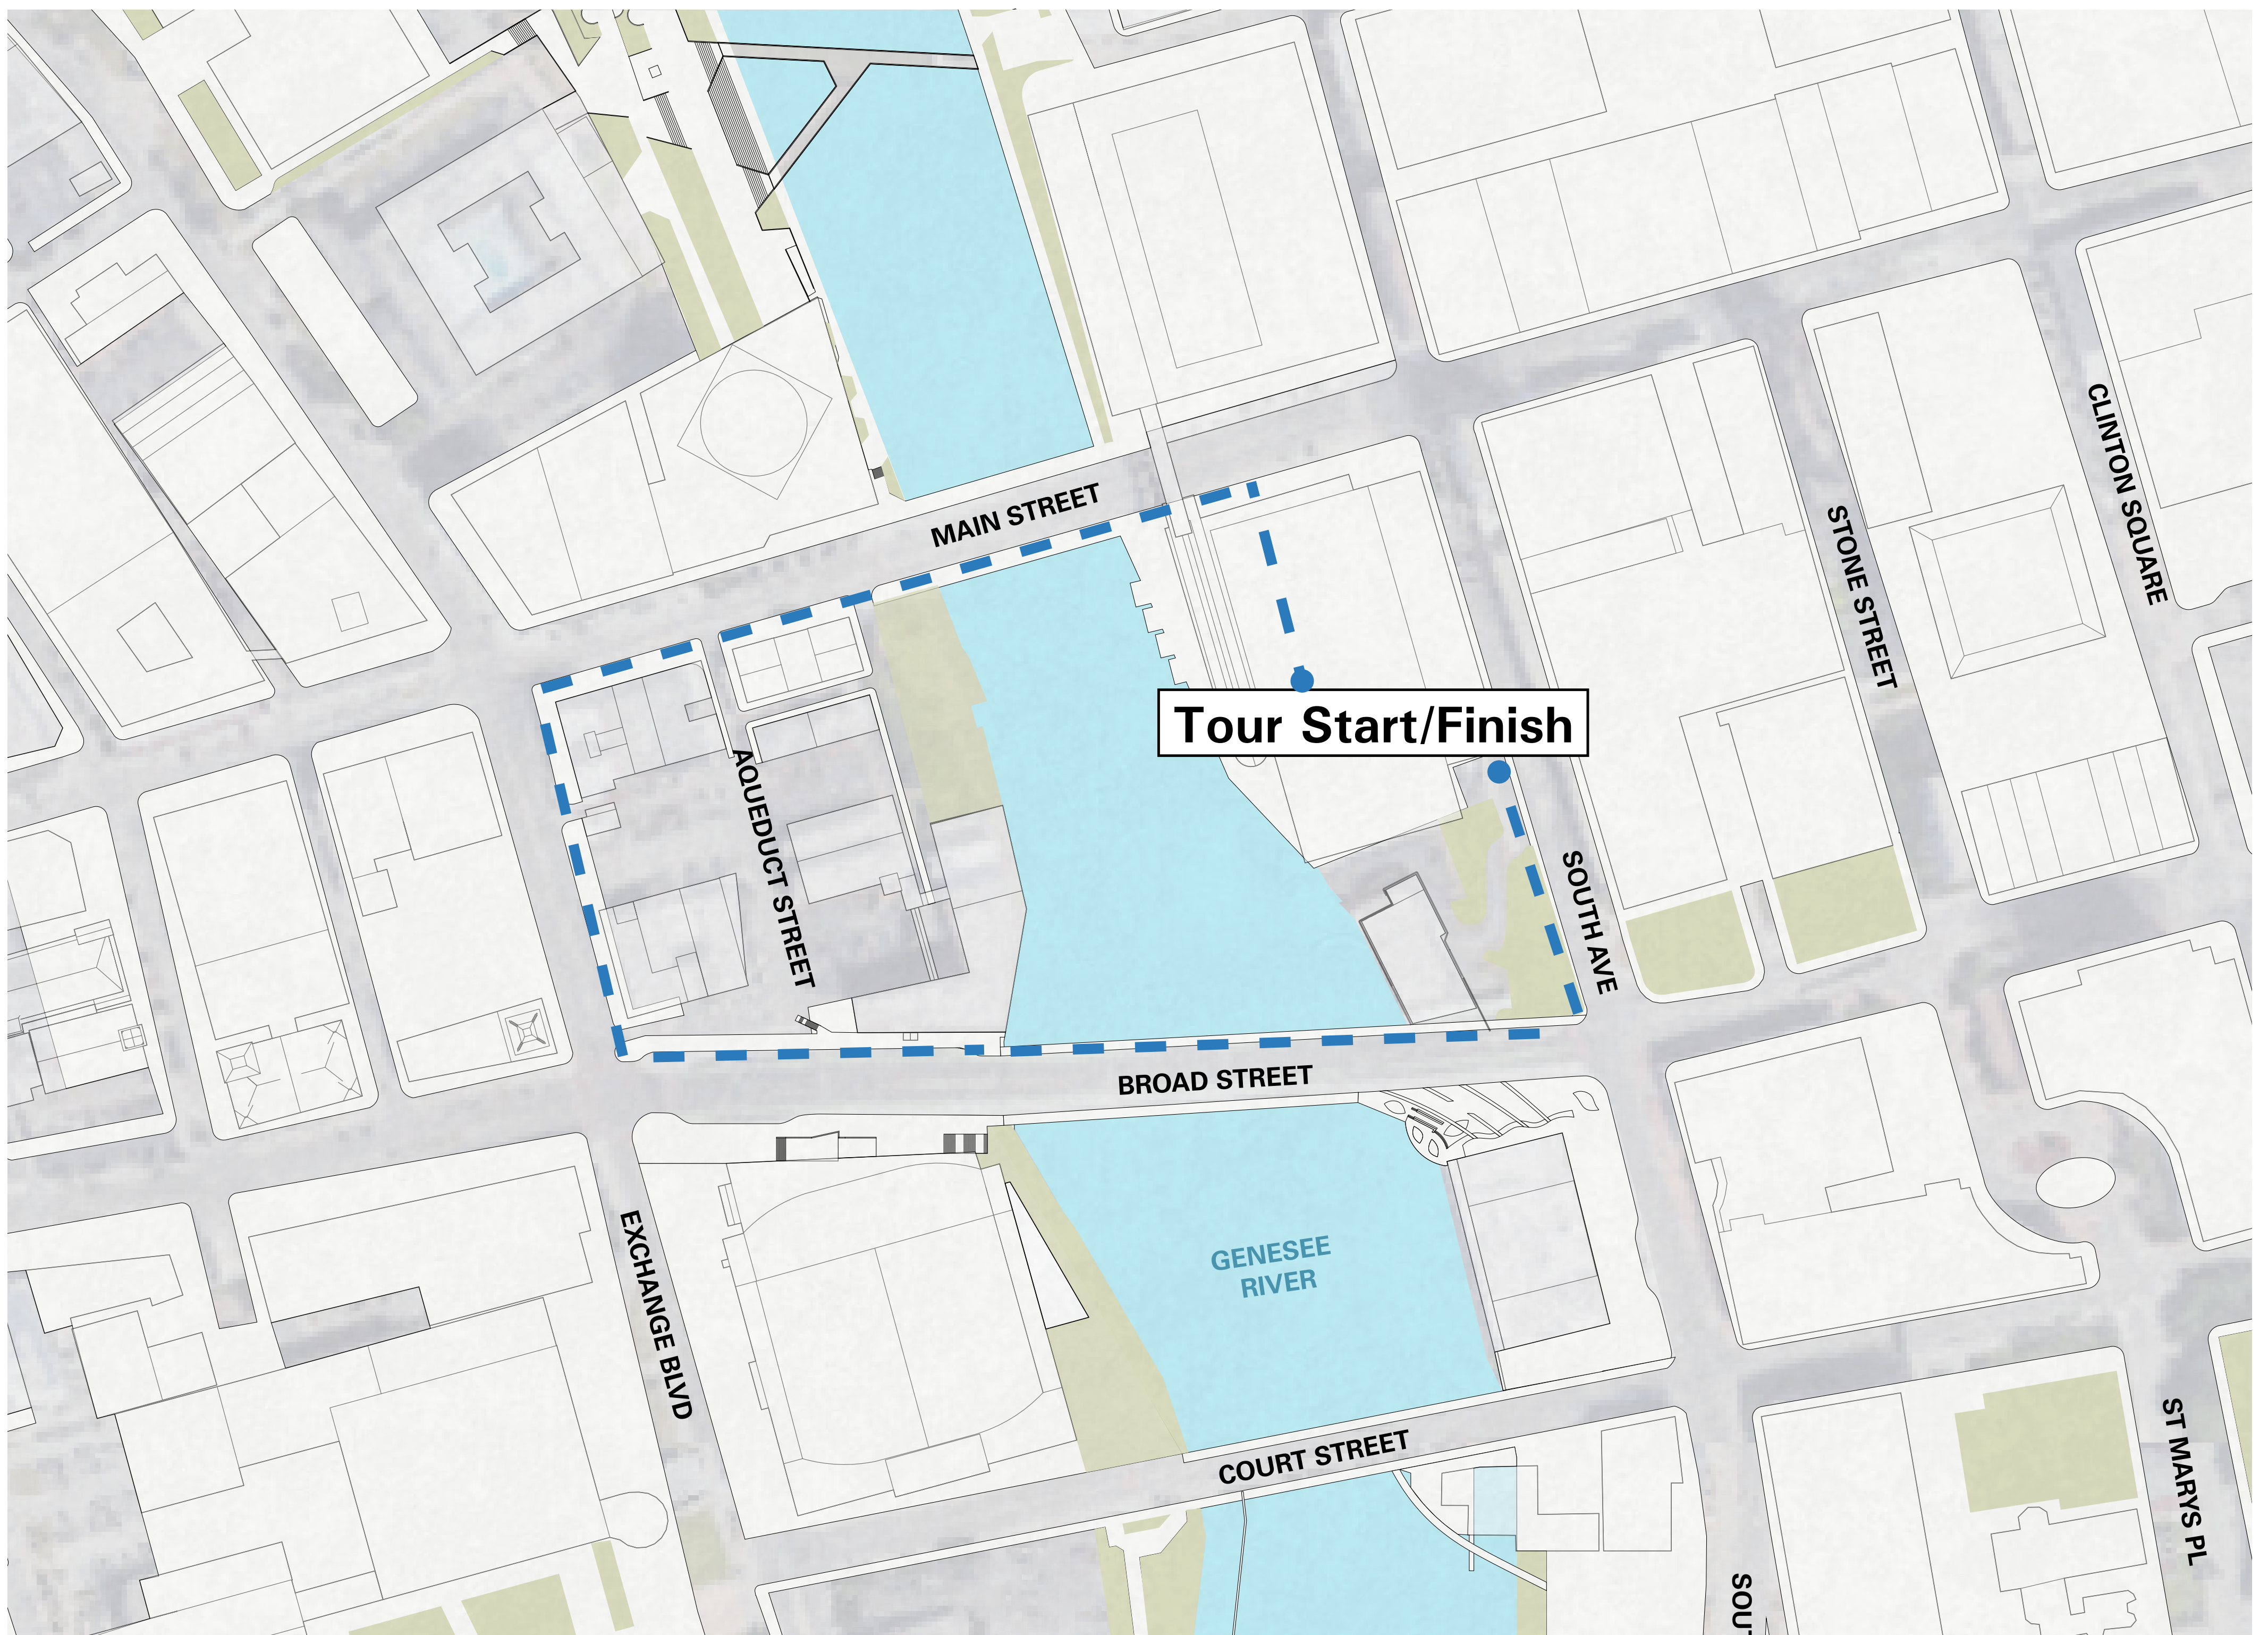 MAIN STREET
CLINTON SQUARE
STONE STREET
Tour Start/Finish
AQUEDUCT STREET
SOUTH AVE
BROAD STREET
GENESEE
RIVER
EXCHANGE BLVD
COURT STREET
ST MARYS PL
SOU